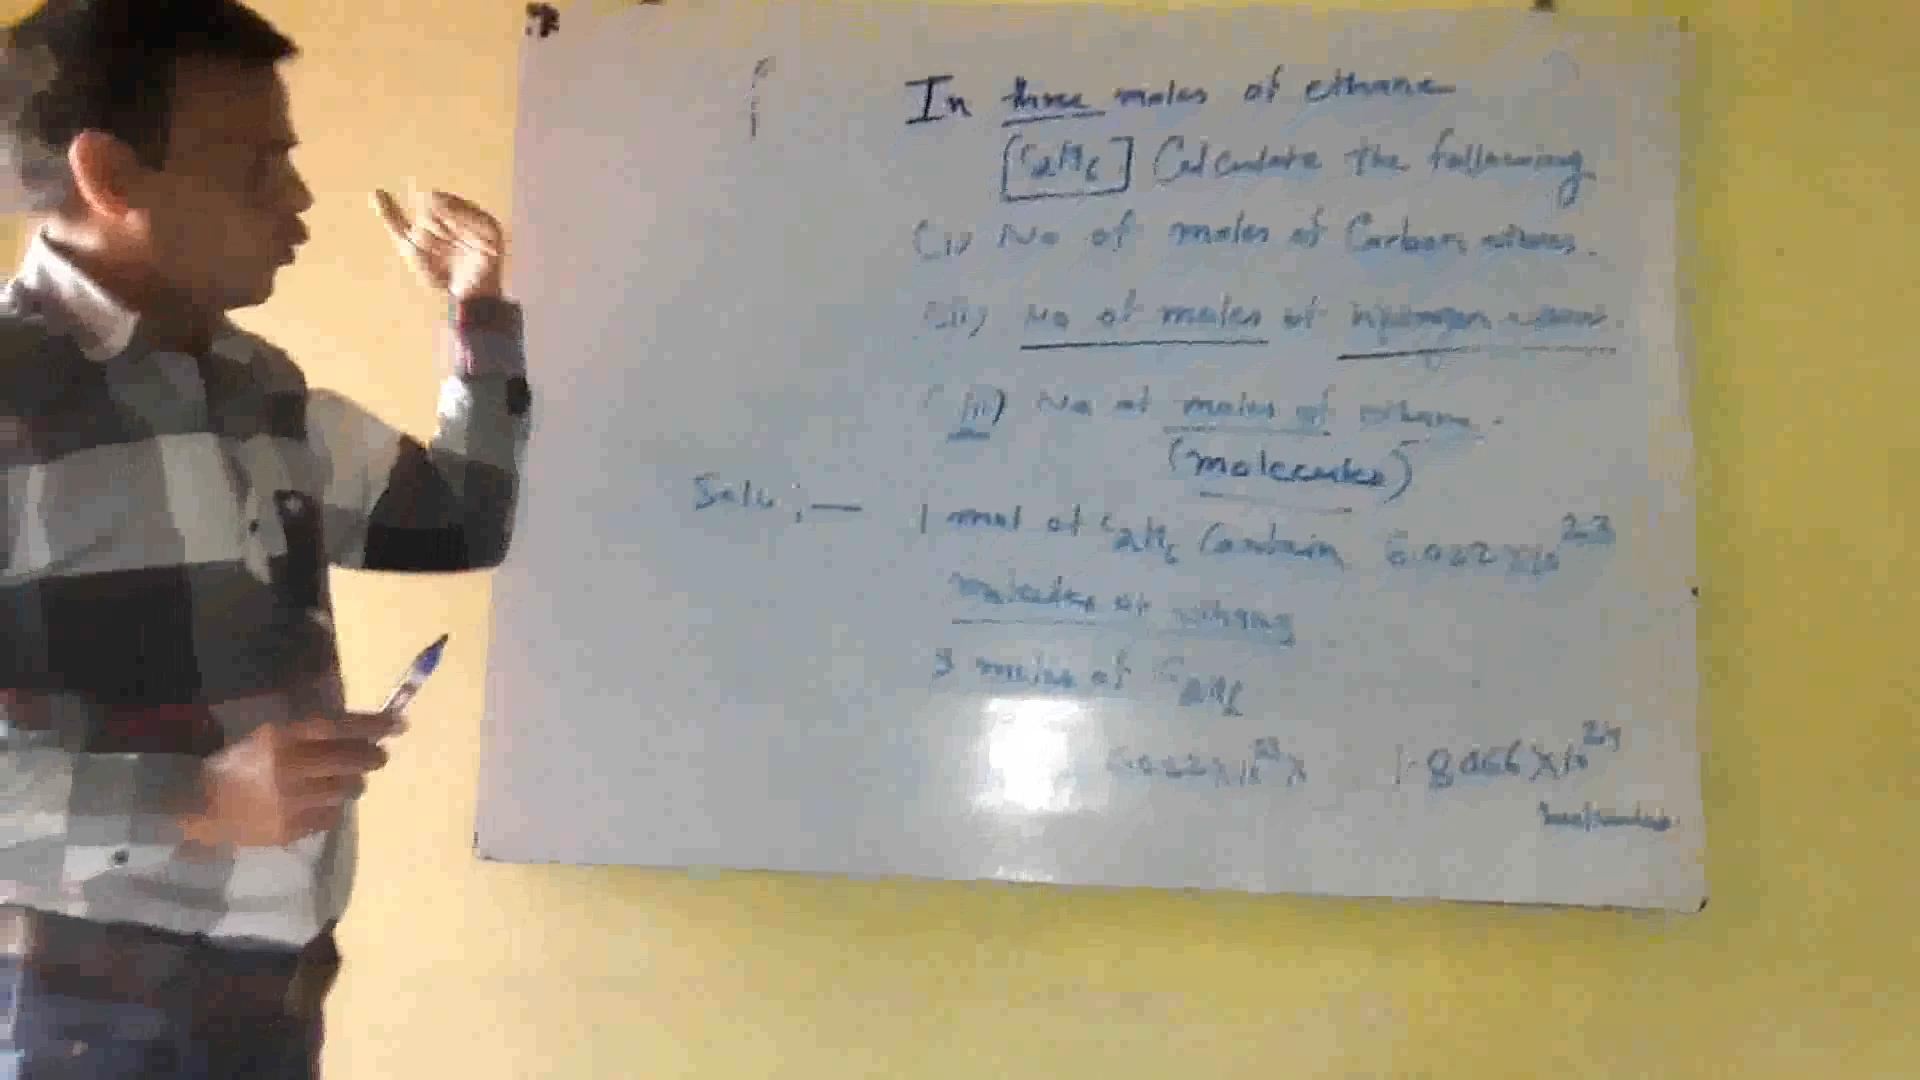 In three moles of ethane
[C2H6] Calculate the following
(i) No of moles of Carbon atoms.
(ii) No of moles of hydrogen atoms.
(iii) No of moles of ethane.
(molecules)
Soln :— 1 mol of C2H6 Contain 6.022 X 10^23
molecules of ethane
3 moles of C2H6
6.022 X 10^23 X 1.8066 X 10^24
molecules